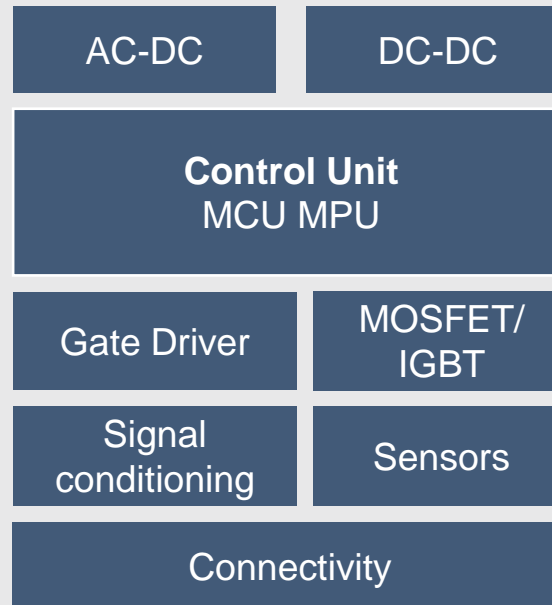 AC-DC
DC-DC
Control Unit
MCU MPU
Gate Driver
MOSFET/
IGBT
Signal
conditioning
Sensors
Connectivity